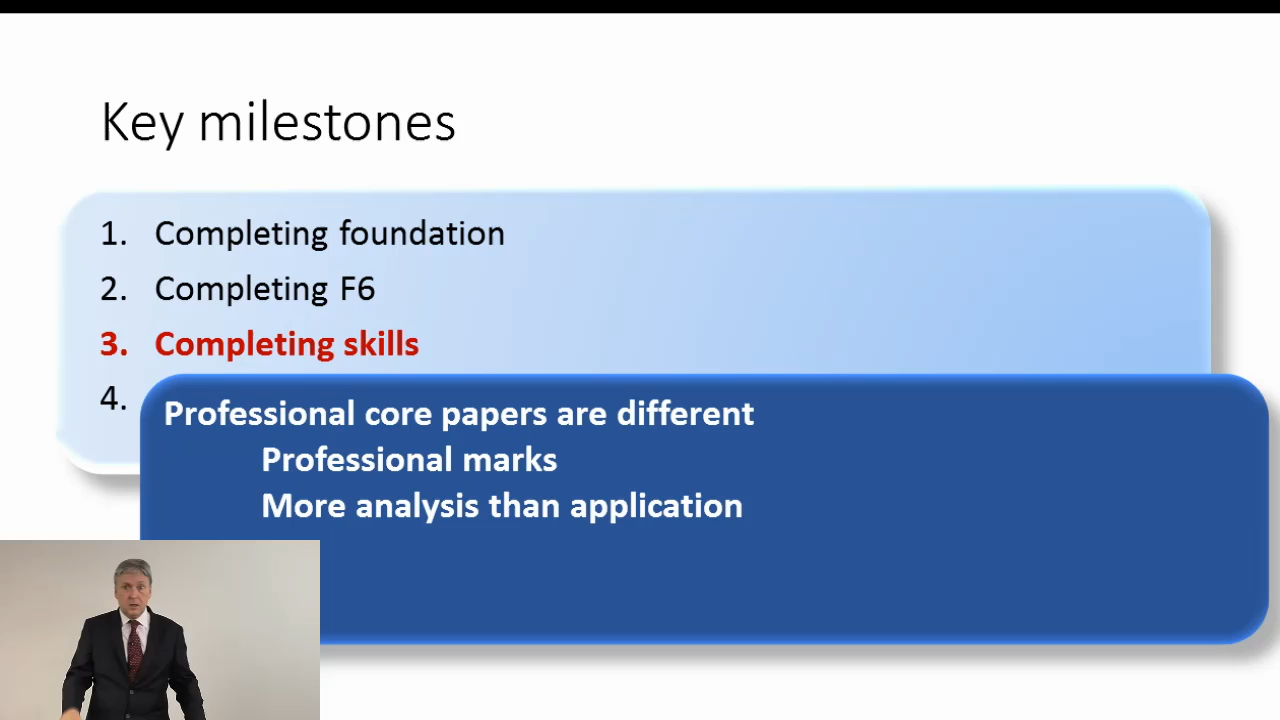 Key milestones
1. Completing foundation
2. Completing F6
3. Completing skills
4.
Professional core papers are different
Professional marks
More analysis than application